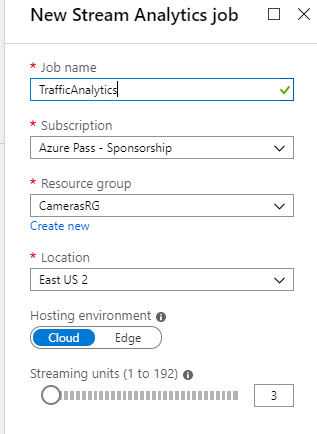 New Stream Analytics job
* Job name
TrafficAnalytics
* Subscription
Azure Pass - Sponsorship
* Resource group
CamerasRG
Create new
* Location
East US 2
Hosting environment
Cloud Edge
Streaming units (1 to 192)
3